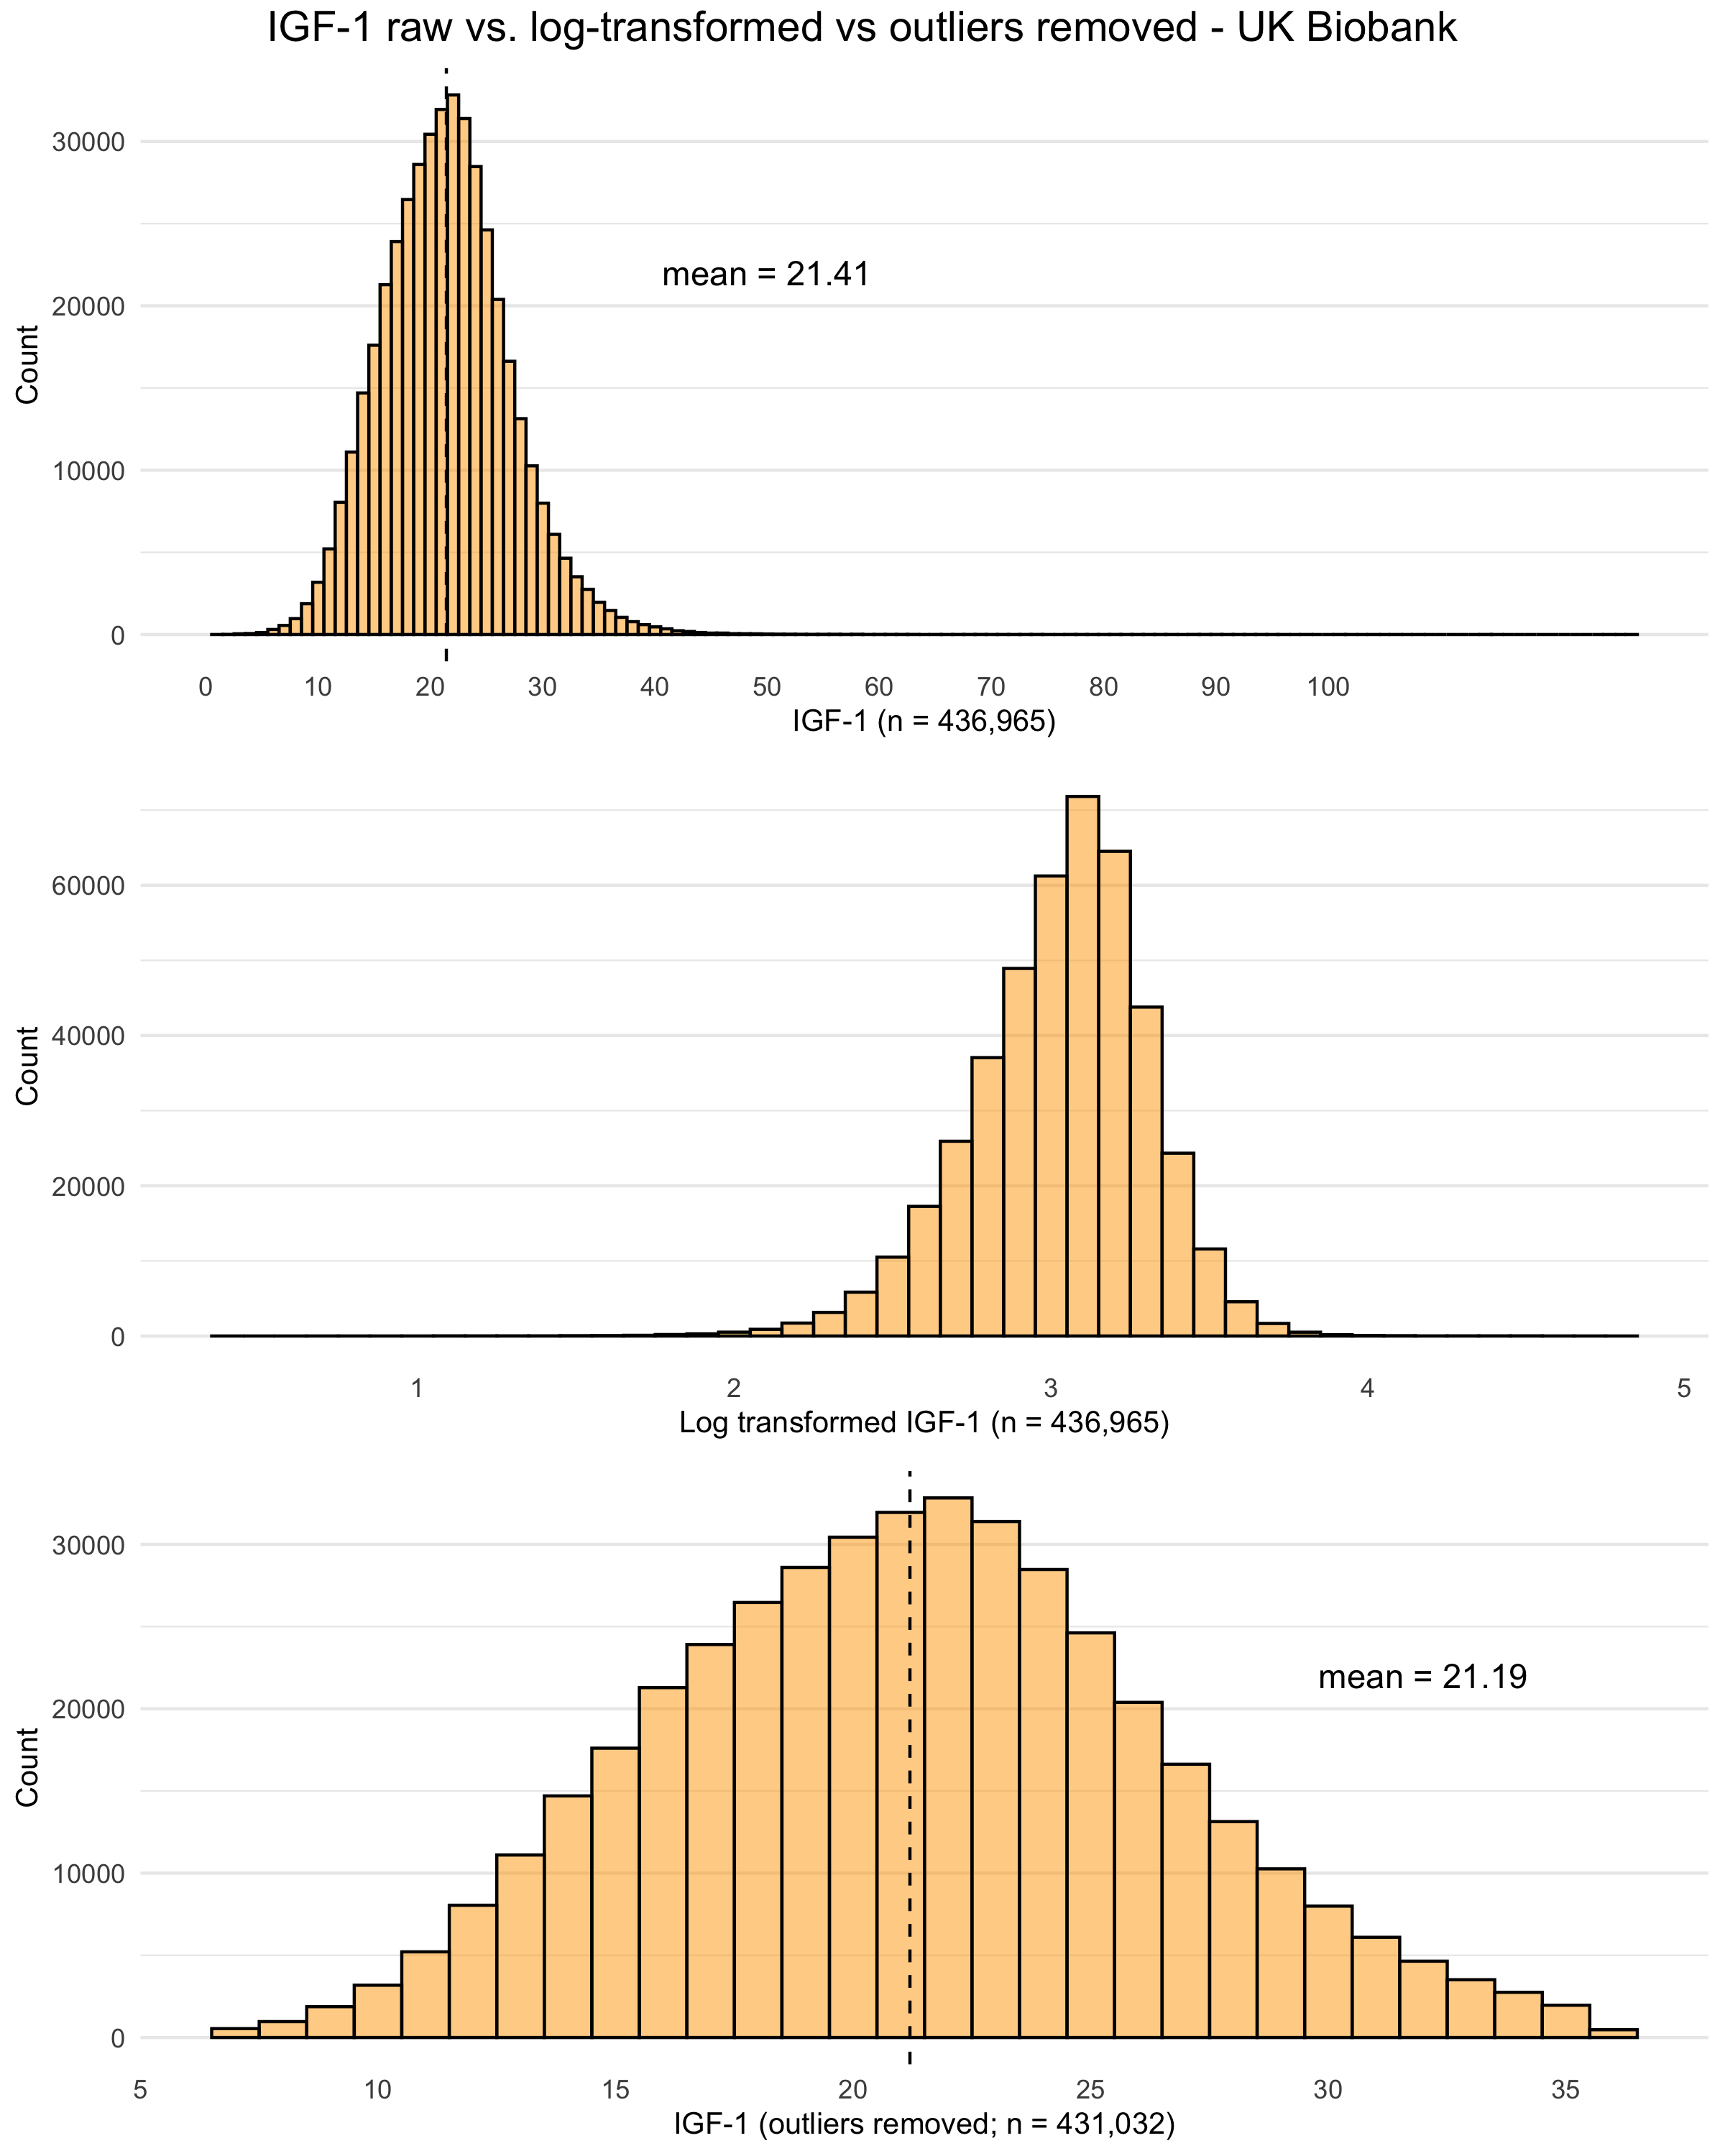 IGF-1 raw vs. log-transformed vs outliers removed - UK Biobank
Count
30000
20000
10000
0
mean = 21.41
0 10 20 30 40 50 60 70 80 90 100
IGF-1 (n = 436,965)
Count
60000
40000
20000
0
1 2 3 4 5
Log transformed IGF-1 (n = 436,965)
Count
30000
20000
10000
0
mean = 21.19
5 10 15 20 25 30 35
IGF-1 (outliers removed; n = 431,032)